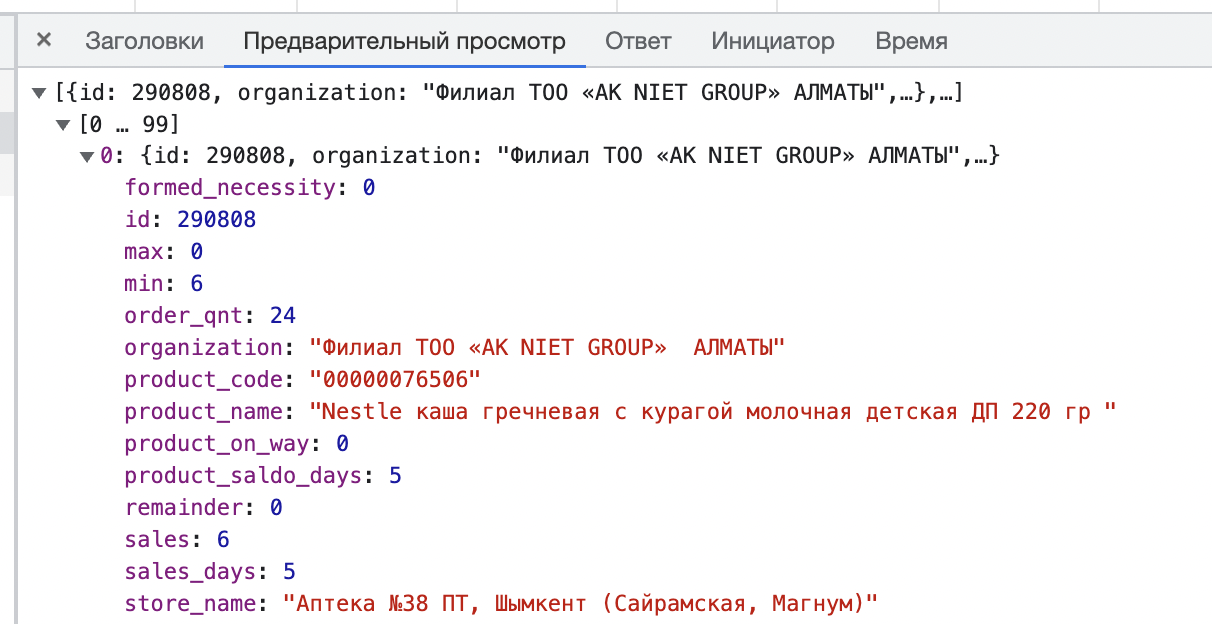 × Заголовки Предварительный просмотр Ответ Инициатор Время
▼ [{id: 290808, organization: "Филиал ТОО «AK NIET GROUP» АЛМАТЫ",…},…]
▼ [0 … 99]
▼ 0: {id: 290808, organization: "Филиал ТОО «AK NIET GROUP» АЛМАТЫ",…}
formed_necessity: 0
id: 290808
max: 0
min: 6
order_qnt: 24
organization: "Филиал ТОО «AK NIET GROUP»  АЛМАТЫ"
product_code: "00000076506"
product_name: "Nestle каша гречневая с курагой молочная детская ДП 220 гр "
product_on_way: 0
product_saldo_days: 5
remainder: 0
sales: 6
sales_days: 5
store_name: "Аптека №38 ПТ, Шымкент (Сайрамская, Магнум)"